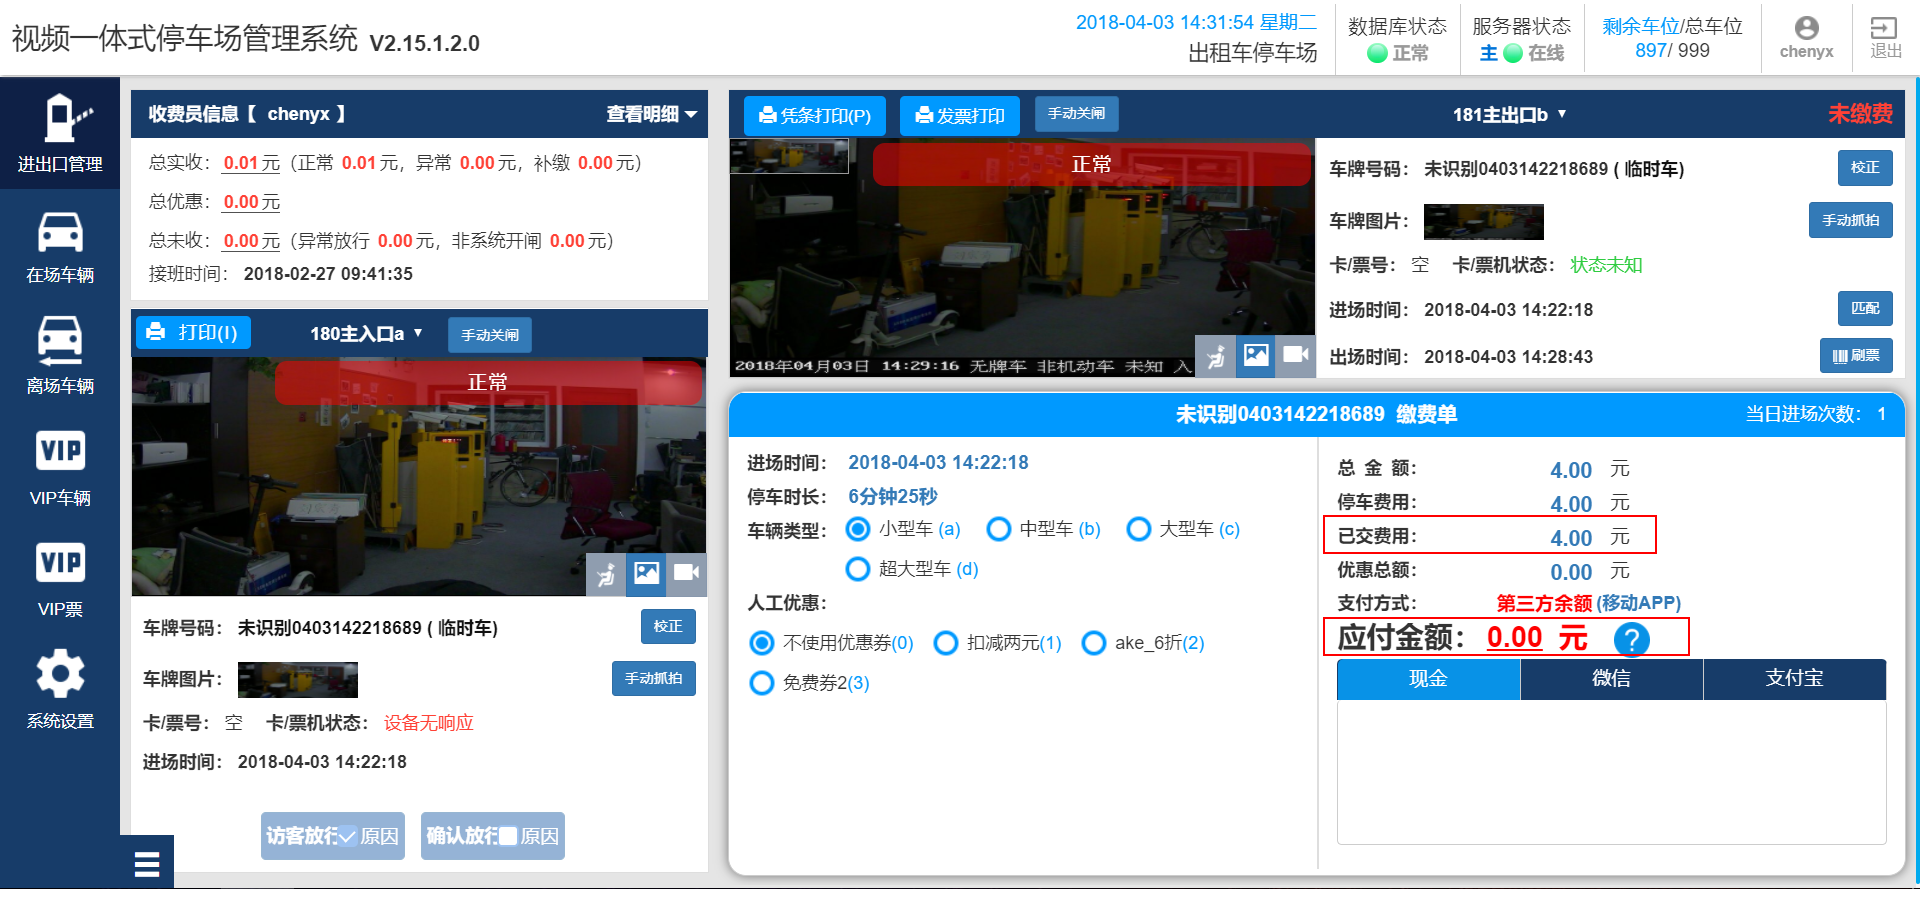 视频一体式停车场管理系统 V2.15.1.2.0
2018-04-03 14:31:54 星期二
出租车停车场
数据库状态
正常
服务器状态
主 在线
剩余车位/总车位
897/ 999
chenyx
退出
进出口管理
在场车辆
离场车辆
VIP
VIP车辆
VIP
VIP票
系统设置
收费员信息【 chenyx 】 查看明细
总实收： 0.01 元（正常 0.01 元，异常 0.00 元，补缴 0.00 元）
总优惠： 0.00 元
总未收： 0.00 元（异常放行 0.00 元，非系统开闸 0.00 元）
接班时间： 2018-02-27 09:41:35
打印(I) 180主入口a 手动关闸
正常
车牌号码： 未识别0403142218689 ( 临时车) 校正
车牌图片： 手动抓拍
卡/票号： 空 卡/票机状态： 设备无响应
进场时间： 2018-04-03 14:22:18
访客放行 原因 确认放行 原因
凭条打印(P) 发票打印 手动关闸 181主出口b 未缴费
正常
2018年04月03日 14:29:16 无牌车 非机动车 未知 入
车牌号码： 未识别0403142218689 ( 临时车) 校正
车牌图片： 手动抓拍
卡/票号： 空 卡/票机状态： 状态未知
进场时间： 2018-04-03 14:22:18 匹配
出场时间： 2018-04-03 14:28:43 刷票
未识别0403142218689 缴费单 当日进场次数： 1
进场时间： 2018-04-03 14:22:18
停车时长： 6分钟25秒
车辆类型： 小型车 (a) 中型车 (b) 大型车 (c)
超大型车 (d)
人工优惠：
不使用优惠券(0) 扣减两元(1) ake_6折(2)
免费券2(3)
总 金 额： 4.00 元
停车费用： 4.00 元
已交费用： 4.00 元
优惠总额： 0.00 元
支付方式： 第三方余额 (移动APP)
应付金额： 0.00 元 ?
现金 微信 支付宝